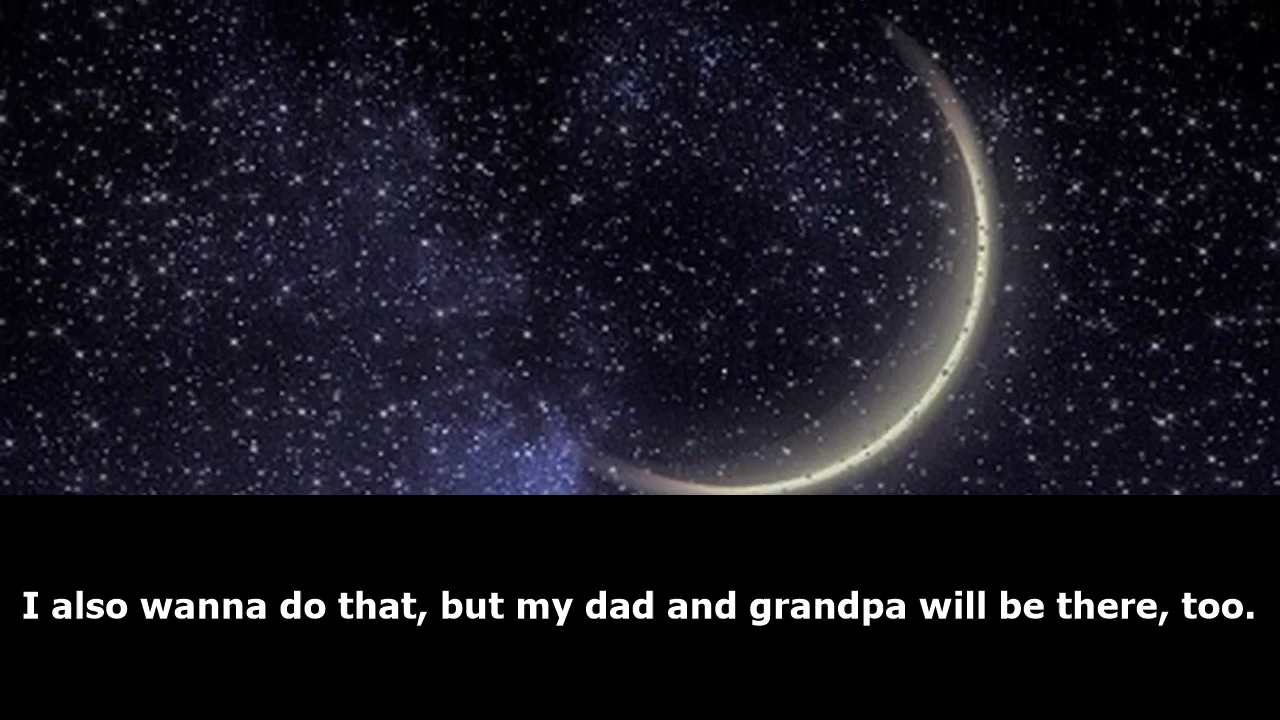 I also wanna do that, but my dad and grandpa will be there, too.